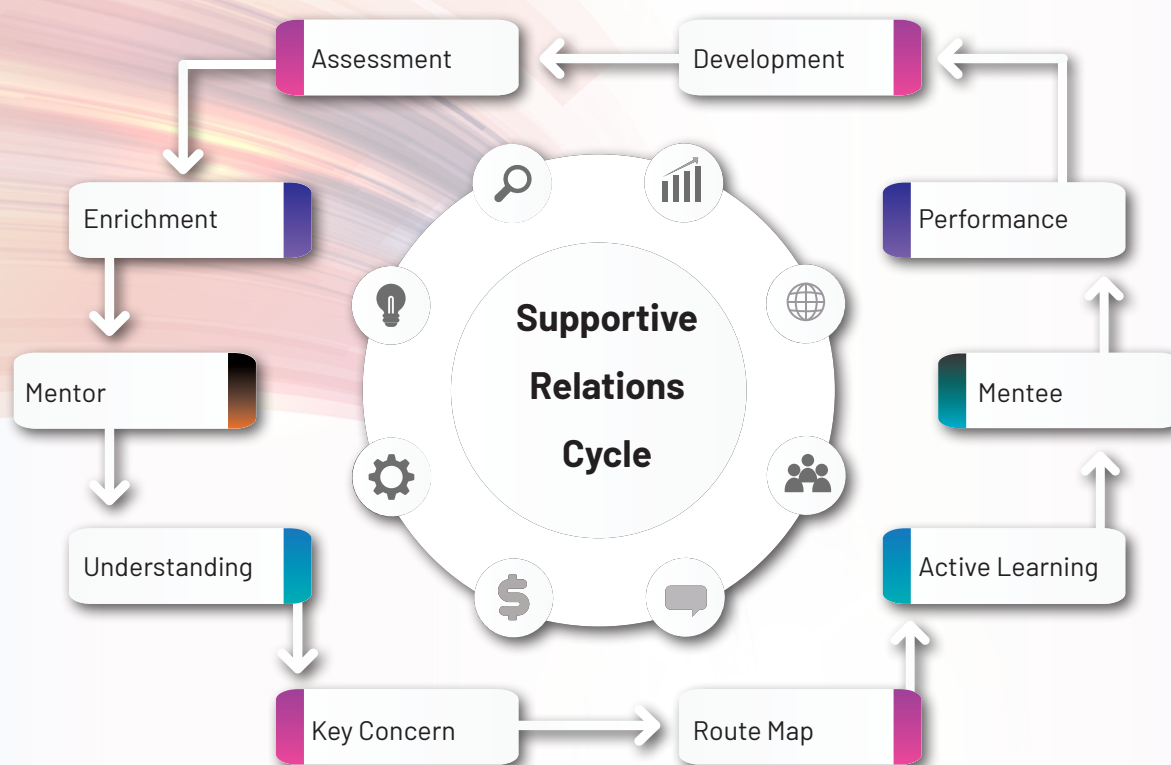 Assessment
Development
Enrichment
Performance
Supportive
Relations
Cycle
Mentor
Mentee
Understanding
Active Learning
Key Concern
Route Map